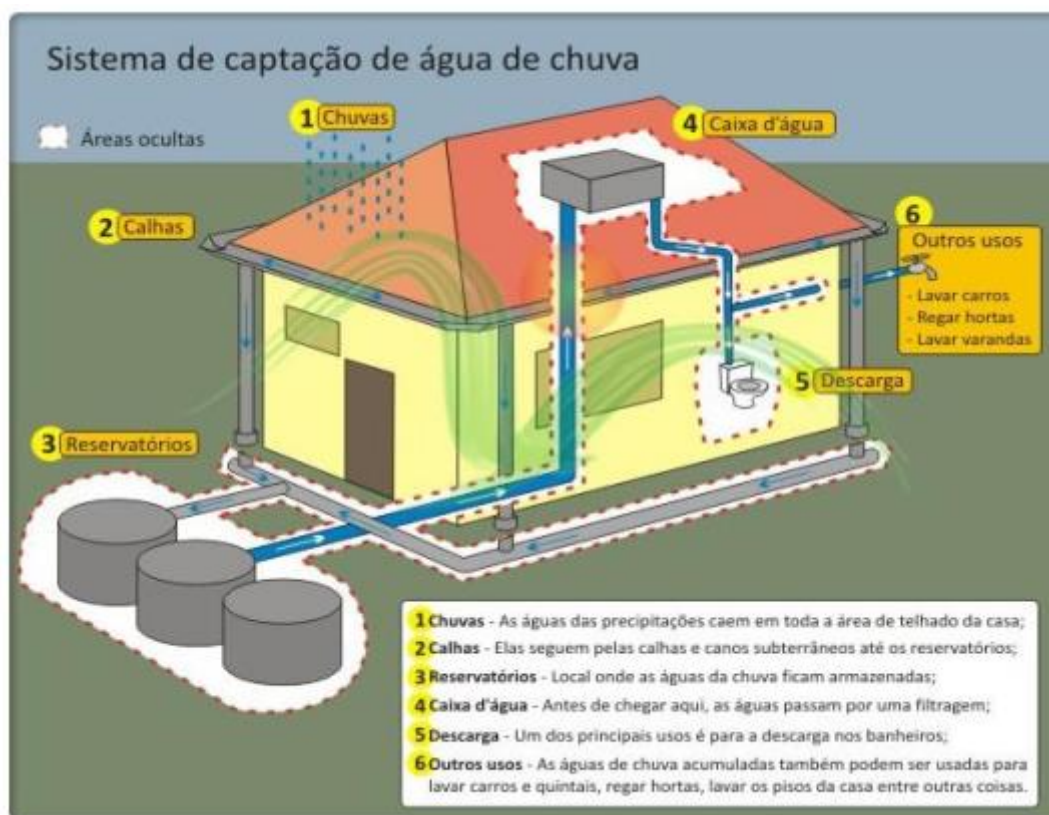 Sistema de captação de água de chuva
Áreas ocultas
1 Chuvas
4 Caixa d'água
2 Calhas
6
Outros usos
- Lavar carros
- Regar hortas
- Lavar varandas
5 Descarga
3 Reservatórios
1 Chuvas - As águas das precipitações caem em toda a área de telhado da casa;
2 Calhas - Elas seguem pelas calhas e canos subterrâneos até os reservatórios;
3 Reservatórios - Local onde as águas da chuva ficam armazenadas;
4 Caixa d'água - Antes de chegar aqui, as águas passam por uma filtragem;
5 Descarga - Um dos principais usos é para a descarga nos banheiros;
6 Outros usos - As águas de chuva acumuladas também podem ser usadas para
lavar carros e quintais, regar hortas, lavar os pisos da casa entre outras coisas.